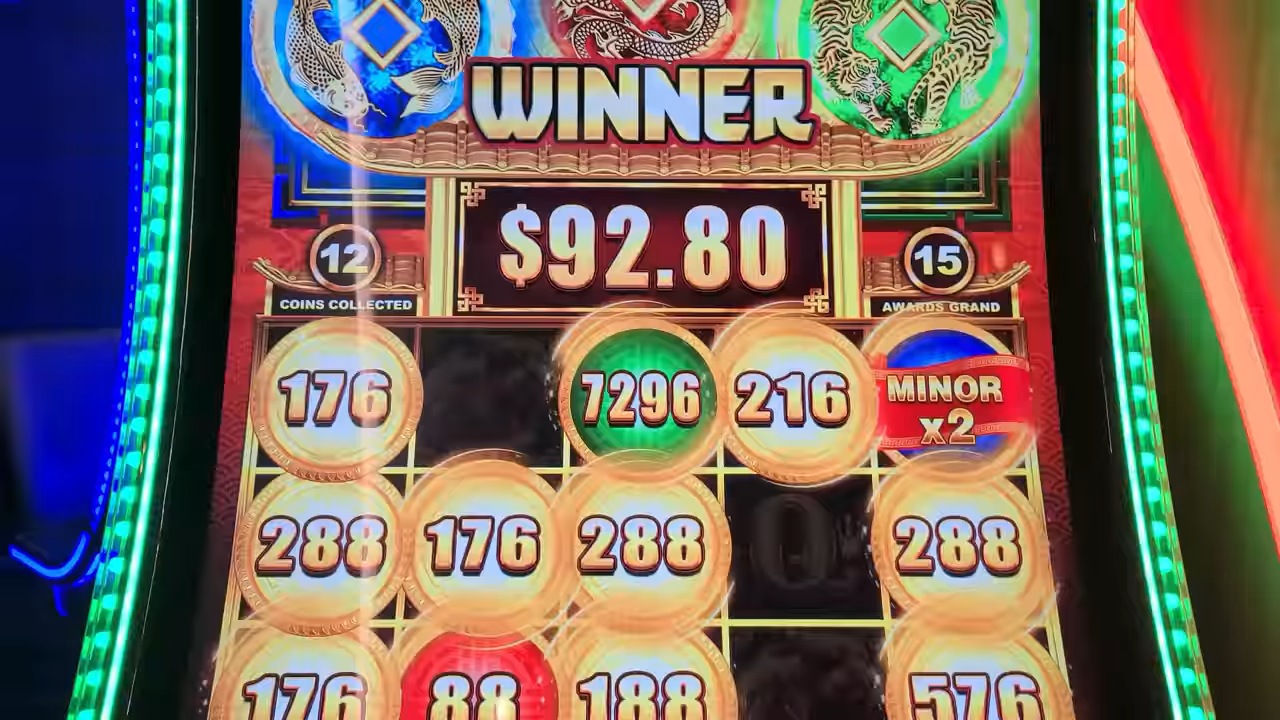 WINNER
$92.80
12
COINS COLLECTED
15
AWARDS GRAND
176
7296
216
MINOR
x2
288
176
288
288
176
88
188
576